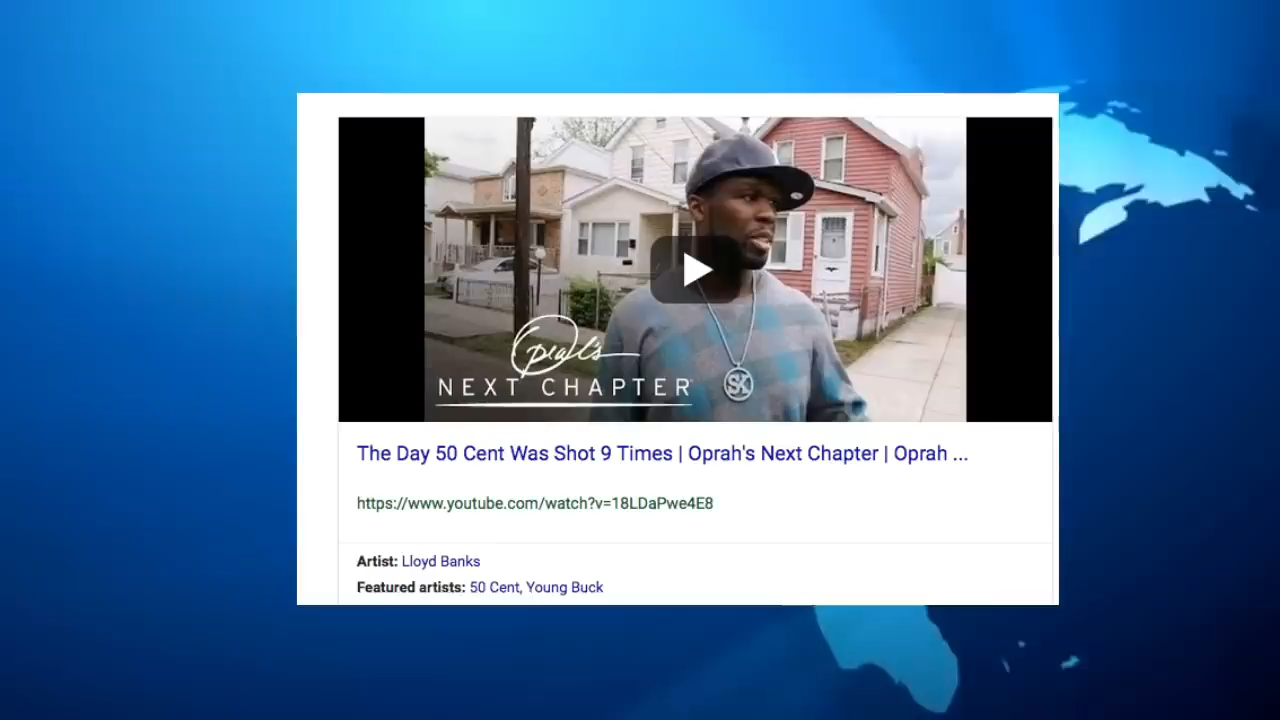 Oprah's
NEXT CHAPTER
SK
The Day 50 Cent Was Shot 9 Times | Oprah's Next Chapter | Oprah ...
https://www.youtube.com/watch?v=18LDaPwe4E8
Artist: Lloyd Banks
Featured artists: 50 Cent, Young Buck